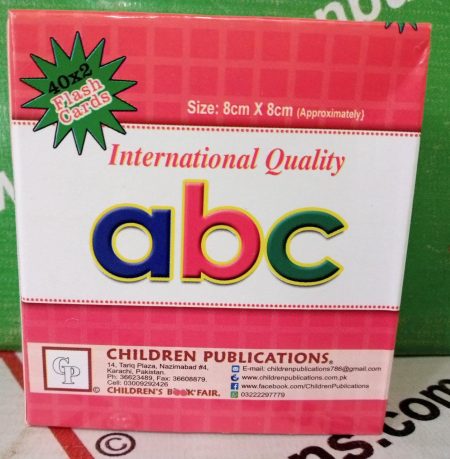 40x2
Flash
Cards
Size: 8cm X 8cm (Approximately)
International Quality
abc
CP
CHILDREN PUBLICATIONS®
14, Tariq Plaza, Nazimabad #4,
Karachi, Pakistan.
Ph: 36623489, Fax: 36608879.
Cell: 03009292426
© CHILDREN'S BOOK FAIR.
E-mail: childrenpublications786@gmail.com
www.childrenpublications.com.pk
www.facebook.com/ChildrenPublications
03222297779
ns.com